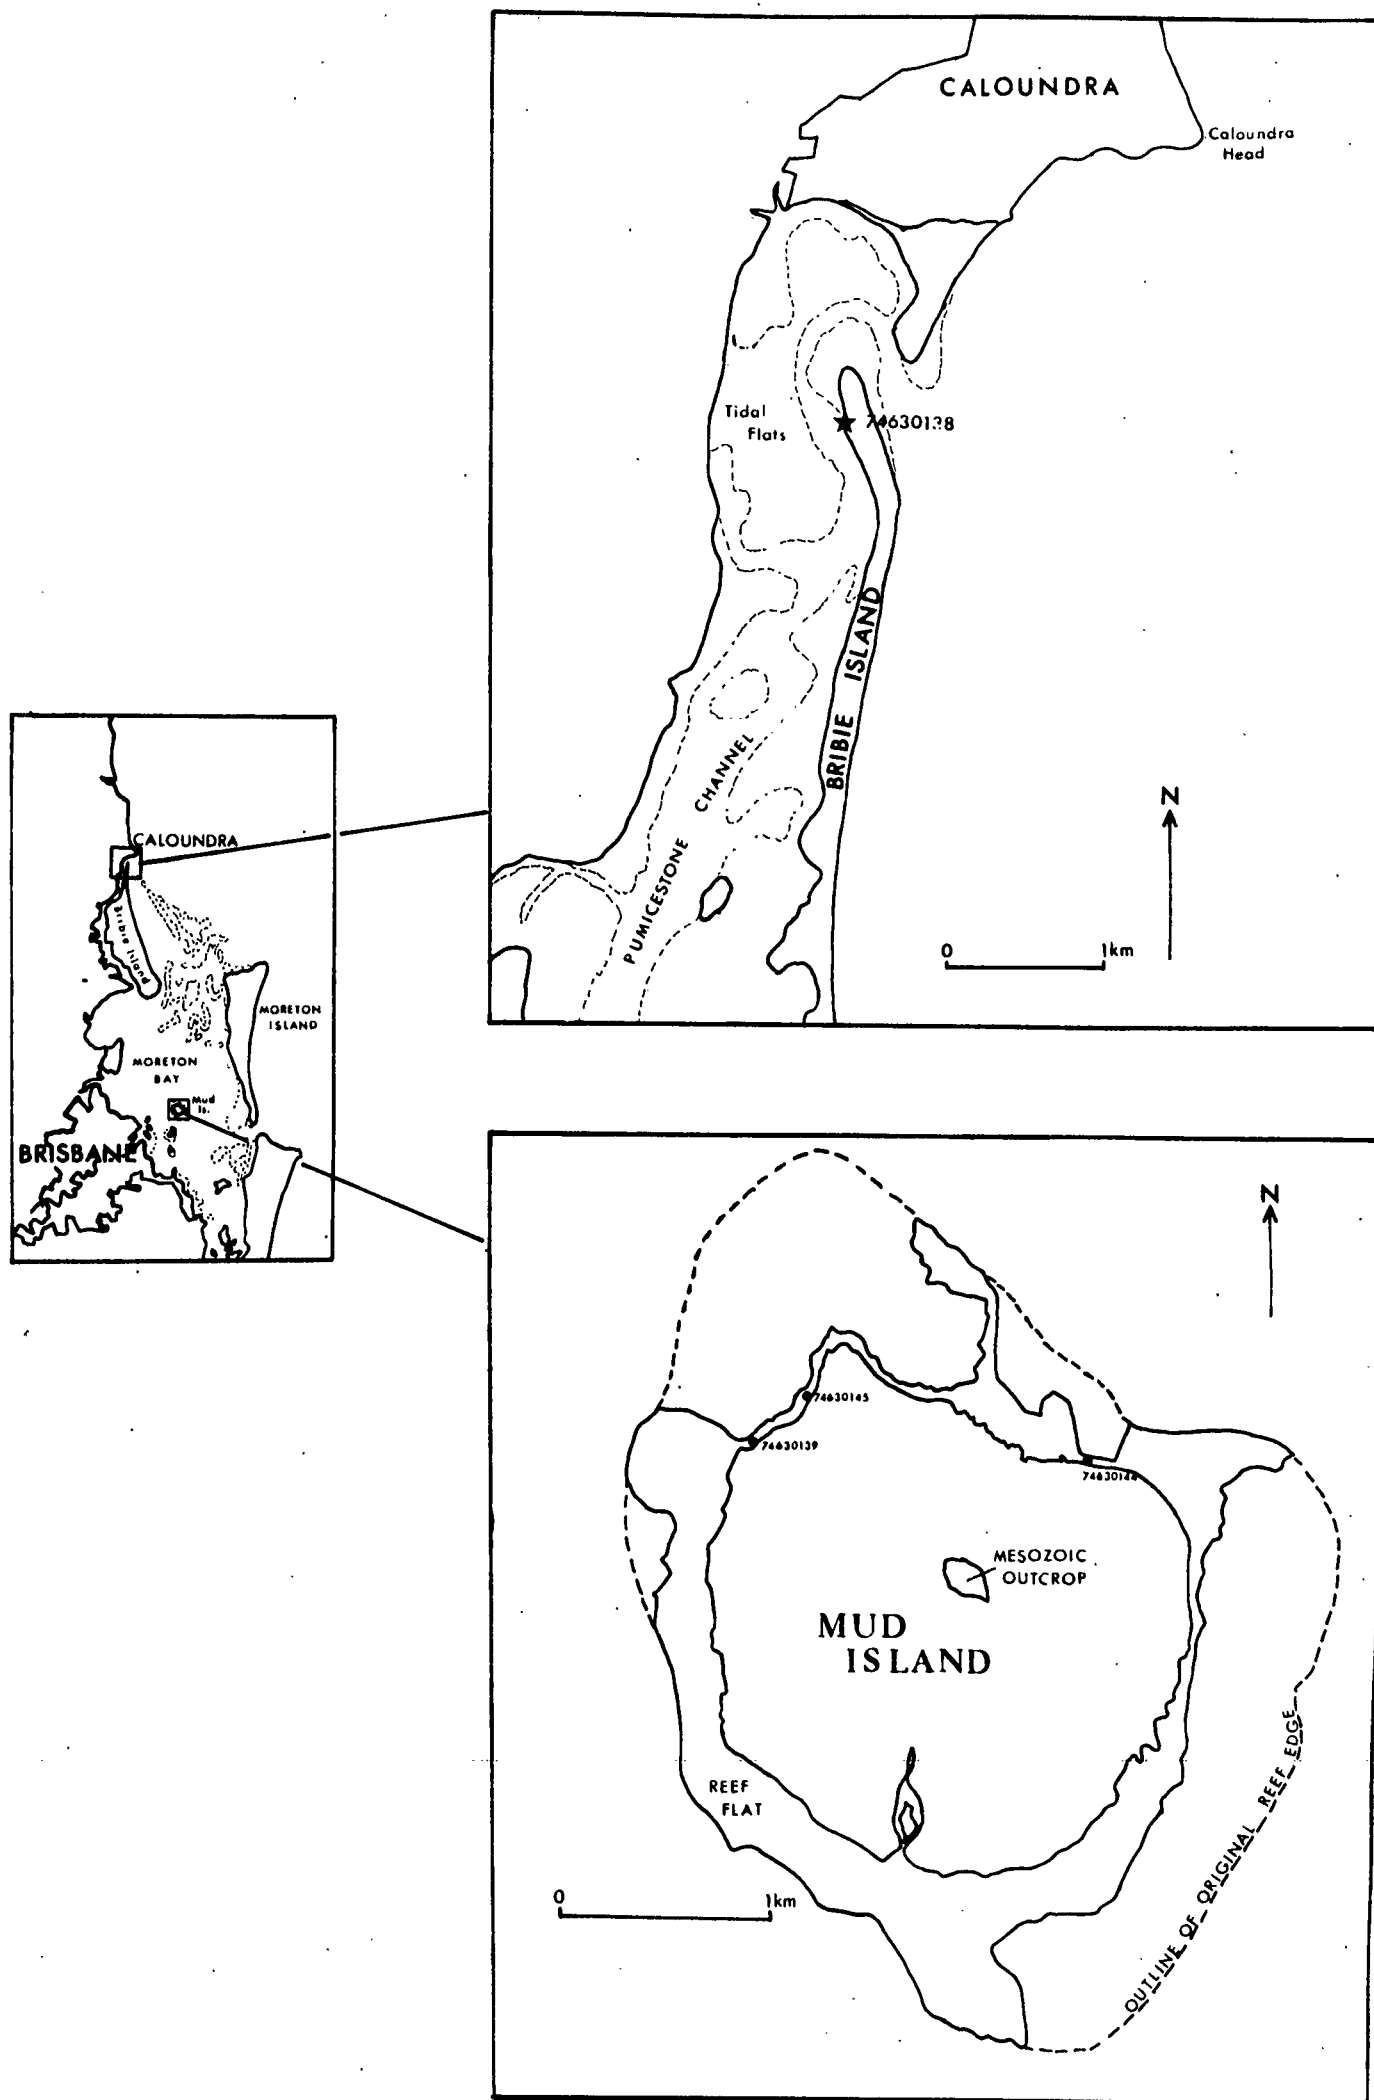 CALOUNDRA
Caloundra
Head
Tidal
Flats
74630138
BRIBIE ISLAND
PUMICESTONE CHANNEL
N
0 1km
CALOUNDRA
Bribie Island
MORETON
ISLAND
MORETON
BAY
Mud
Is.
BRISBANE
N
74630145
74630139
74630144
MESOZOIC
OUTCROP
MUD
ISLAND
REEF
FLAT
0 1km
OUTLINE OF ORIGINAL REEF EDGE